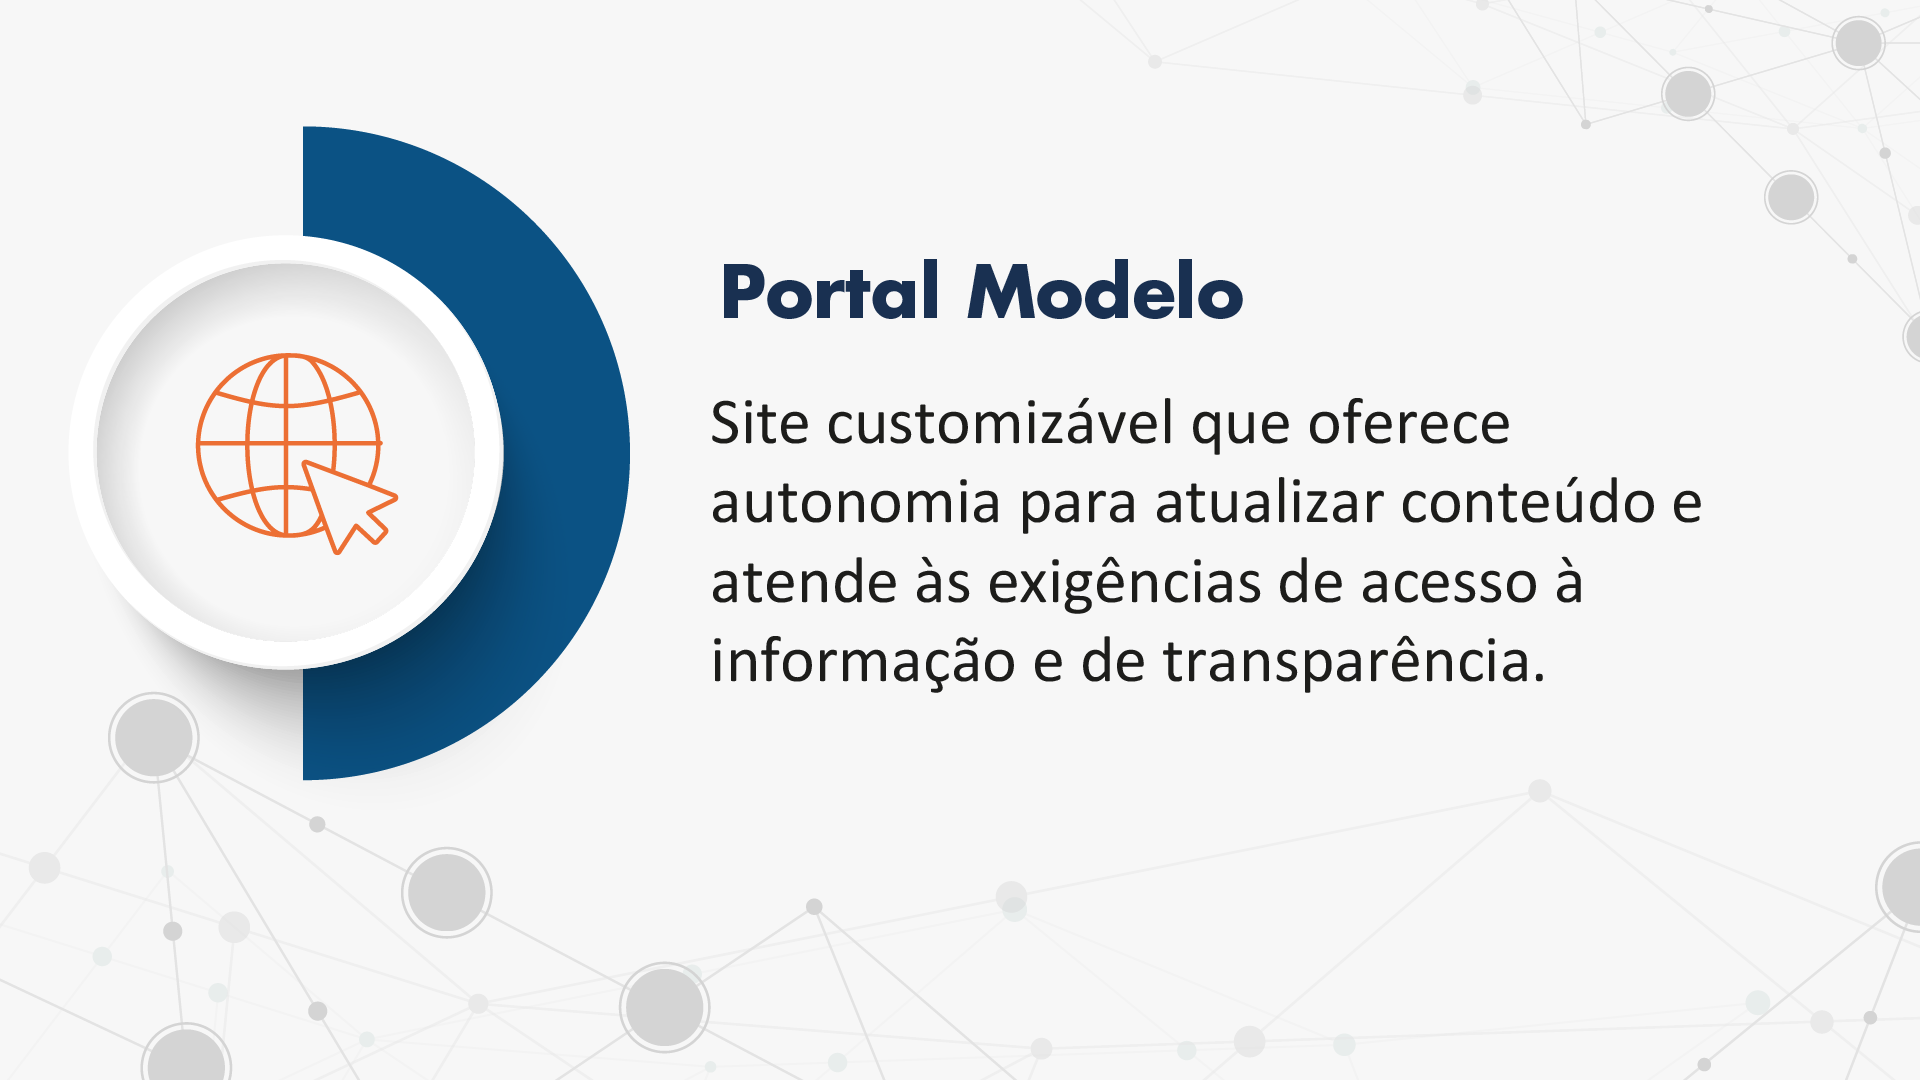 Portal Modelo
Site customizável que oferece
autonomia para atualizar conteúdo e
atende às exigências de acesso à
informação e de transparência.